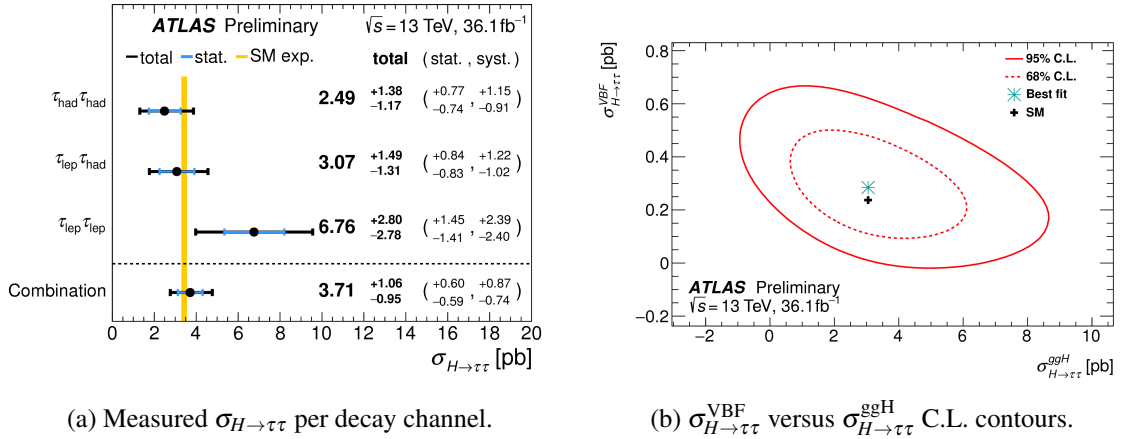 ATLAS Preliminary √s = 13 TeV, 36.1 fb⁻¹
total stat. SM exp. total (stat., syst.)
τhad τhad 2.49 +1.38 −1.17 ( +0.77 −0.74 , +1.15 −0.91 )
τlep τhad 3.07 +1.49 −1.31 ( +0.84 −0.83 , +1.22 −1.02 )
τlep τlep 6.76 +2.80 −2.78 ( +1.45 −1.41 , +2.39 −2.40 )
Combination 3.71 +1.06 −0.95 ( +0.60 −0.59 , +0.87 −0.74 )
0 2 4 6 8 10 12 14 16 18 20
σH→ττ [pb]
(a) Measured σH→ττ per decay channel.
σ^VBF_H→ττ [pb]
0.8
0.6
0.4
0.2
0
−0.2
95% C.L.
68% C.L.
Best fit
SM
ATLAS Preliminary
√s = 13 TeV, 36.1 fb⁻¹
−2 0 2 4 6 8 10
σ^ggH_H→ττ [pb]
(b) σ^VBF_H→ττ versus σ^ggH_H→ττ C.L. contours.